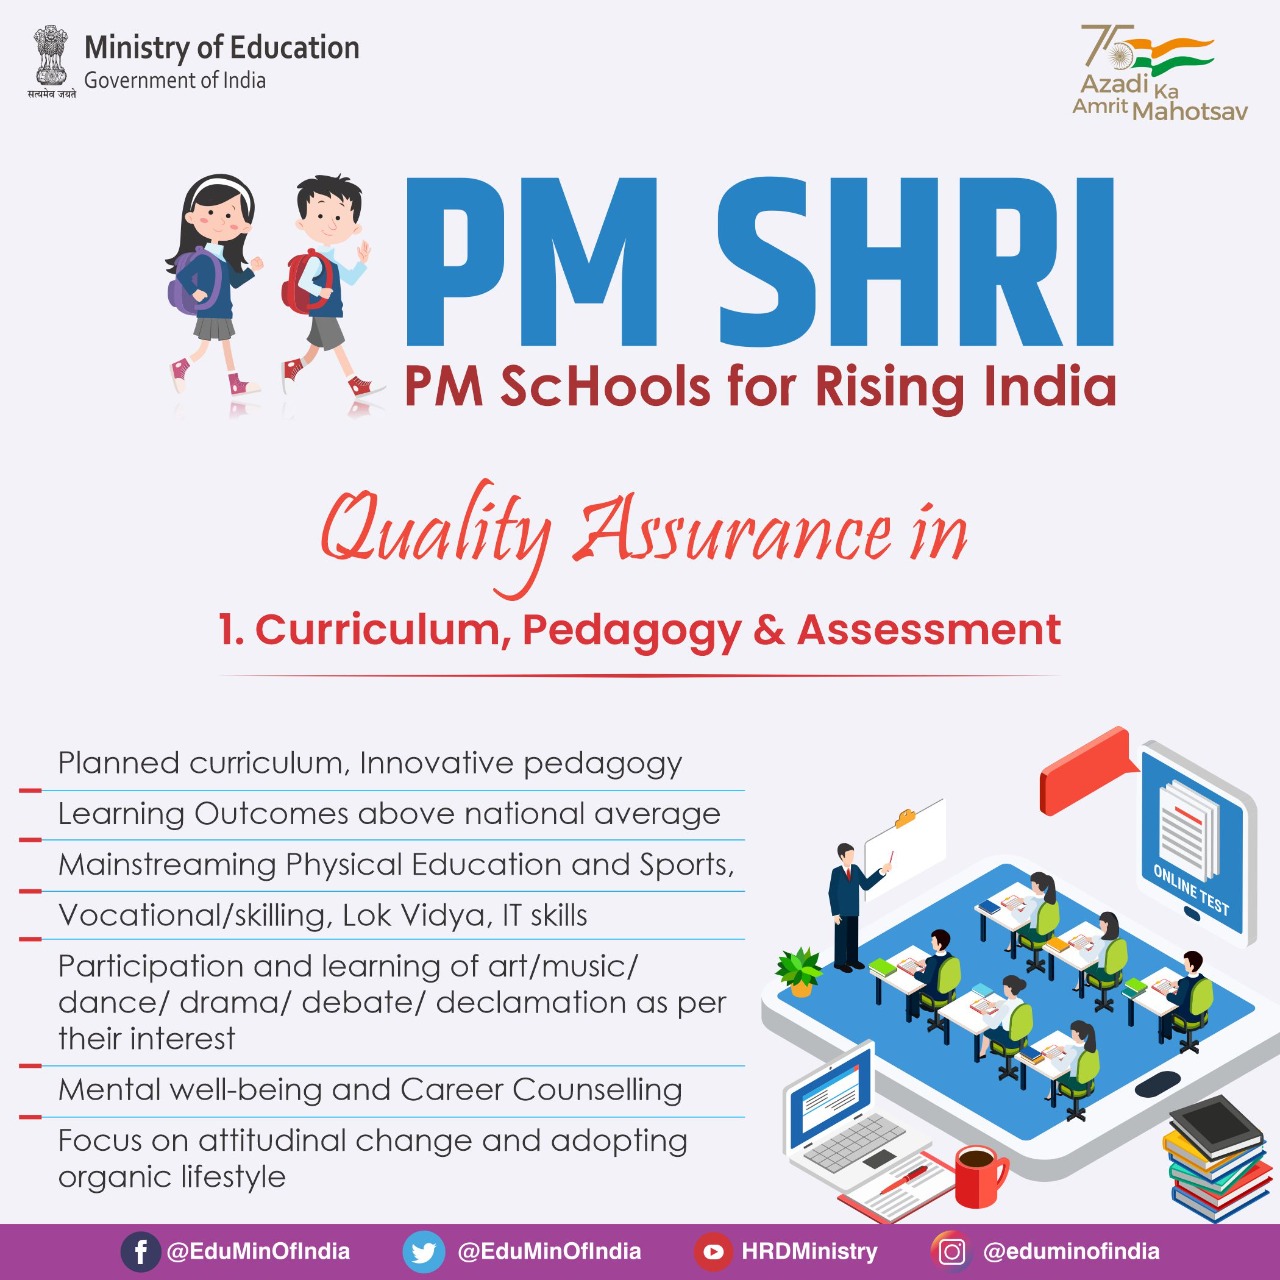 Ministry of Education
Government of India
सत्यमेव जयते
75
Azadi Ka
Amrit Mahotsav
PM SHRI
PM ScHools for Rising India
Quality Assurance in
1. Curriculum, Pedagogy & Assessment
Planned curriculum, Innovative pedagogy
Learning Outcomes above national average
Mainstreaming Physical Education and Sports,
Vocational/skilling, Lok Vidya, IT skills
Participation and learning of art/music/
dance/ drama/ debate/ declamation as per
their interest
Mental well-being and Career Counselling
Focus on attitudinal change and adopting
organic lifestyle
ONLINE TEST
@EduMinOfIndia
@EduMinOfIndia
HRDMinistry
@eduminofindia